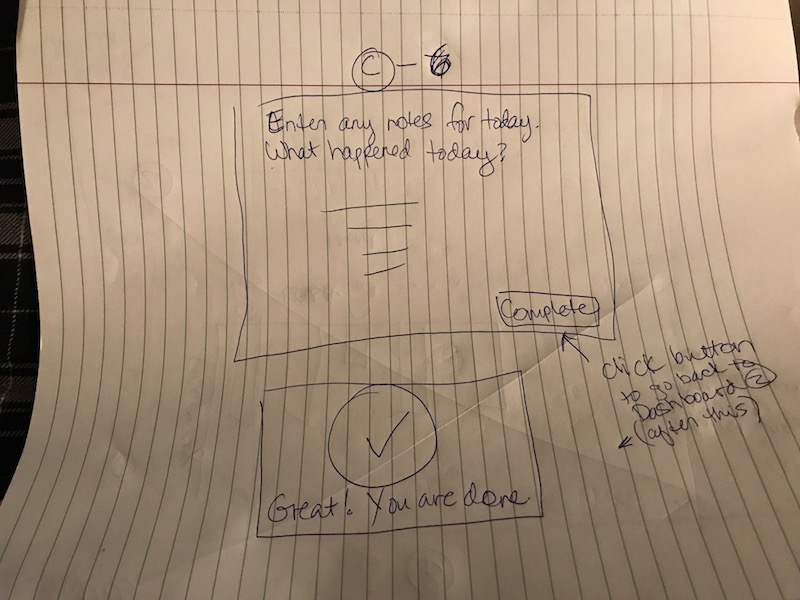 C - 6
Enter any notes for today.
What happened today?
Complete
click button
to go back to
Dashboard 2
(after this)
Great! You are done.